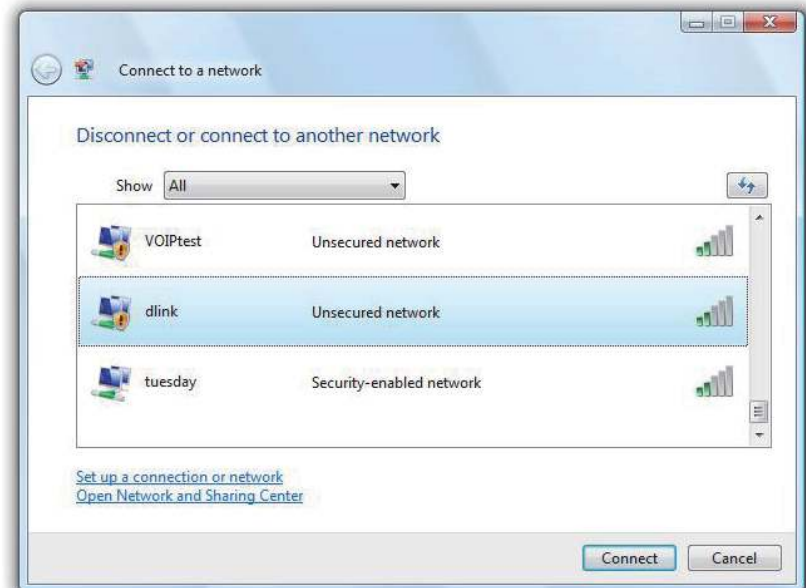 Connect to a network
Disconnect or connect to another network
Show All
VOIPtest Unsecured network
dlink Unsecured network
tuesday Security-enabled network
Set up a connection or network
Open Network and Sharing Center
Connect Cancel